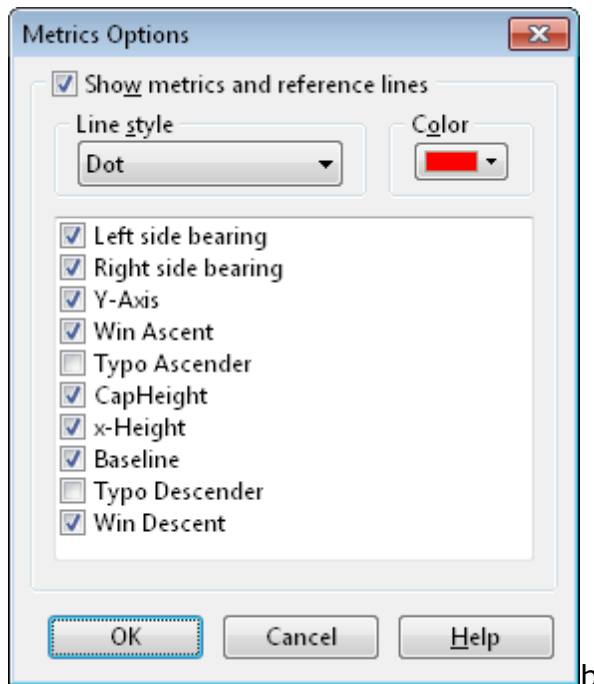 Metrics Options
Show metrics and reference lines
Line style
Color
Dot
Left side bearing
Right side bearing
Y-Axis
Win Ascent
Typo Ascender
CapHeight
x-Height
Baseline
Typo Descender
Win Descent
OK
Cancel
Help